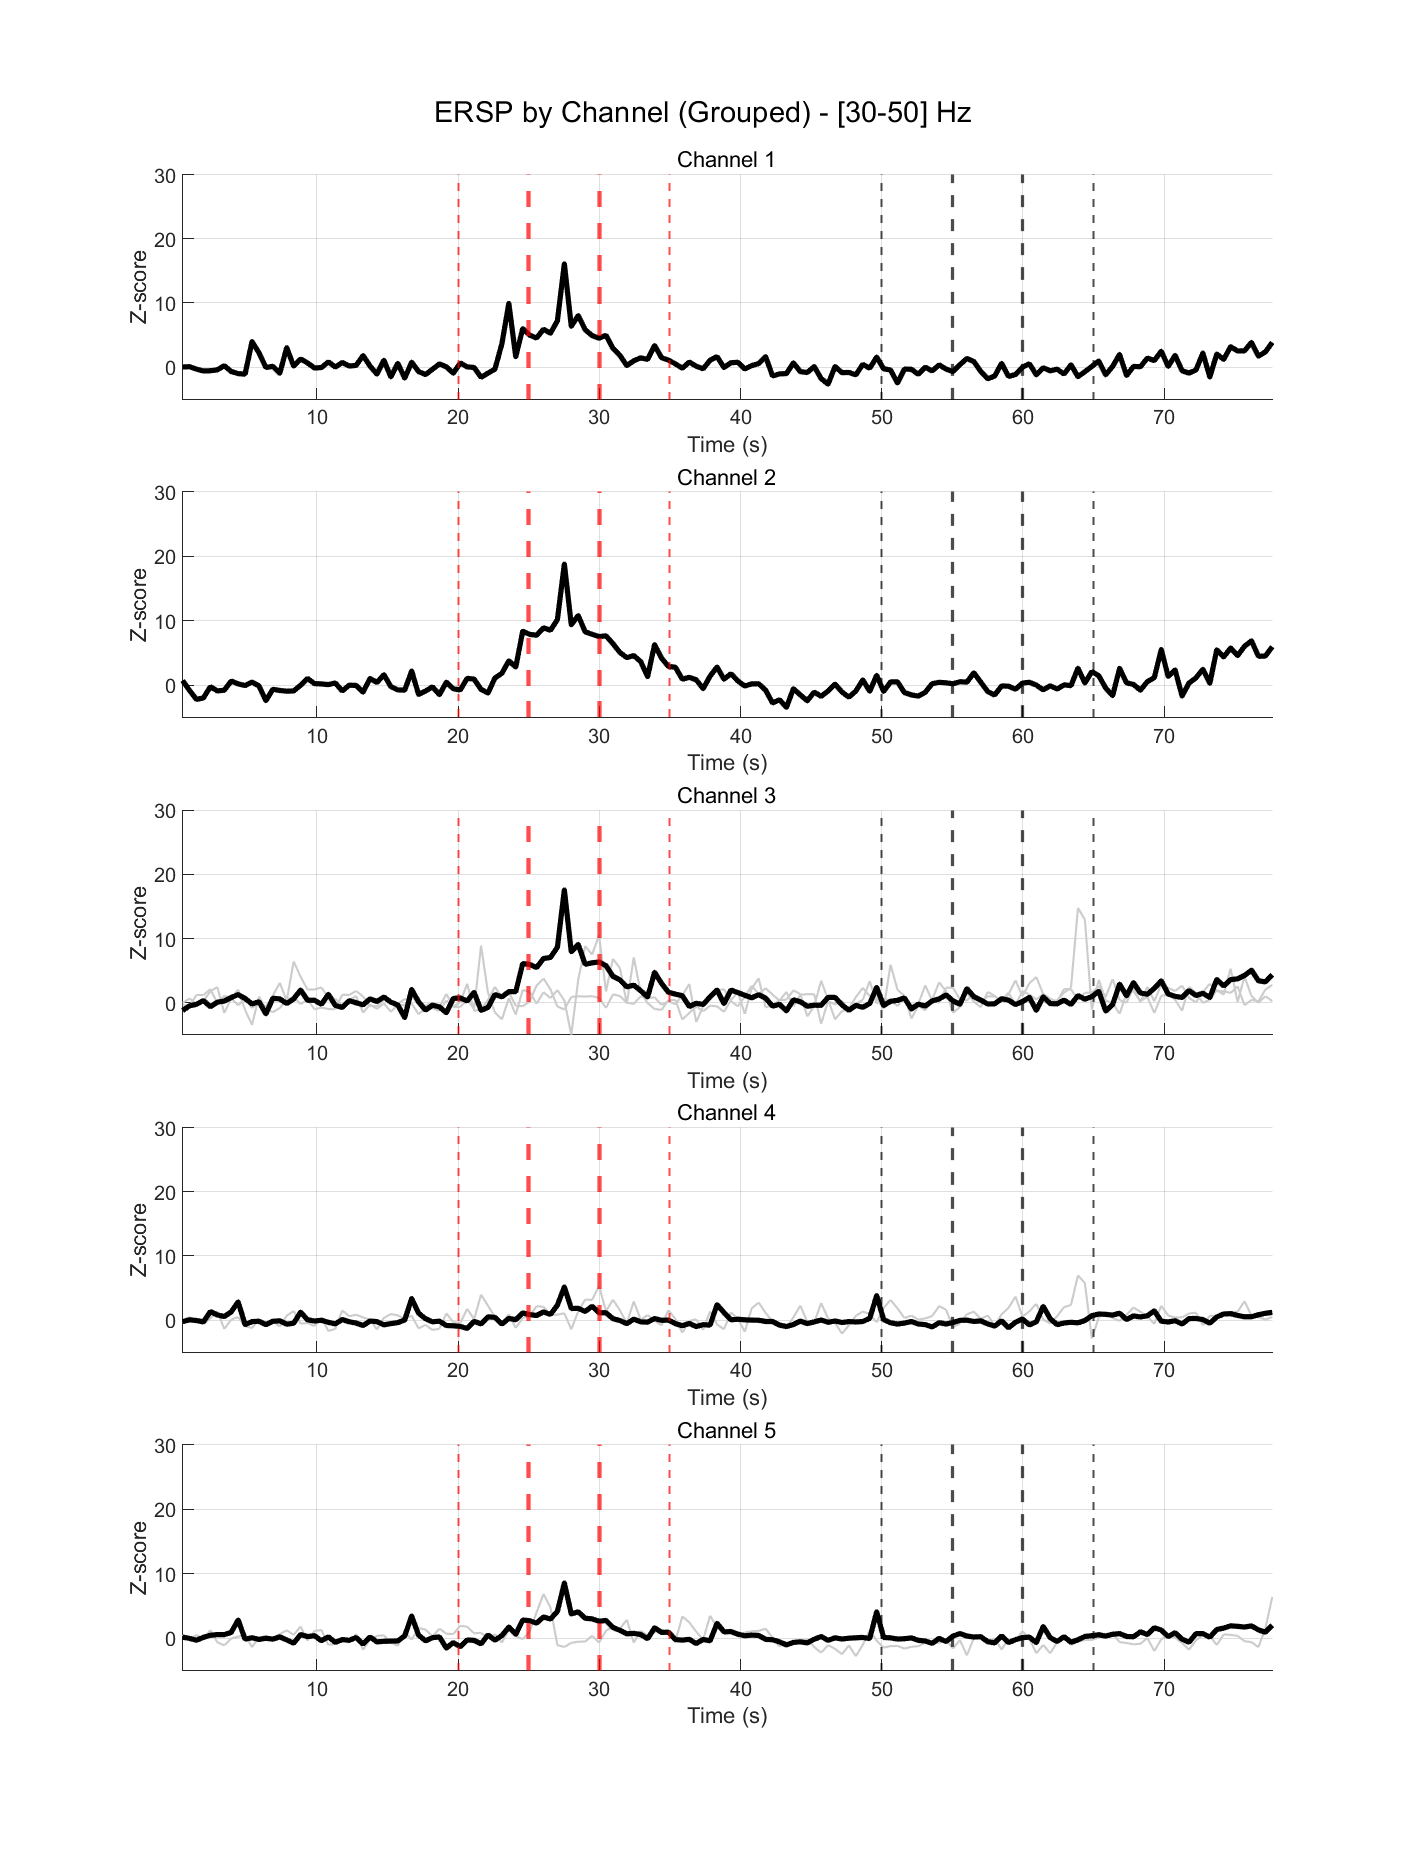 ERSP by Channel (Grouped) - [30-50] Hz
Channel 1
30
20
10
0
Z-score
10 20 30 40 50 60 70
Time (s)
Channel 2
30
20
10
0
Z-score
10 20 30 40 50 60 70
Time (s)
Channel 3
30
20
10
0
Z-score
10 20 30 40 50 60 70
Time (s)
Channel 4
30
20
10
0
Z-score
10 20 30 40 50 60 70
Time (s)
Channel 5
30
20
10
0
Z-score
10 20 30 40 50 60 70
Time (s)